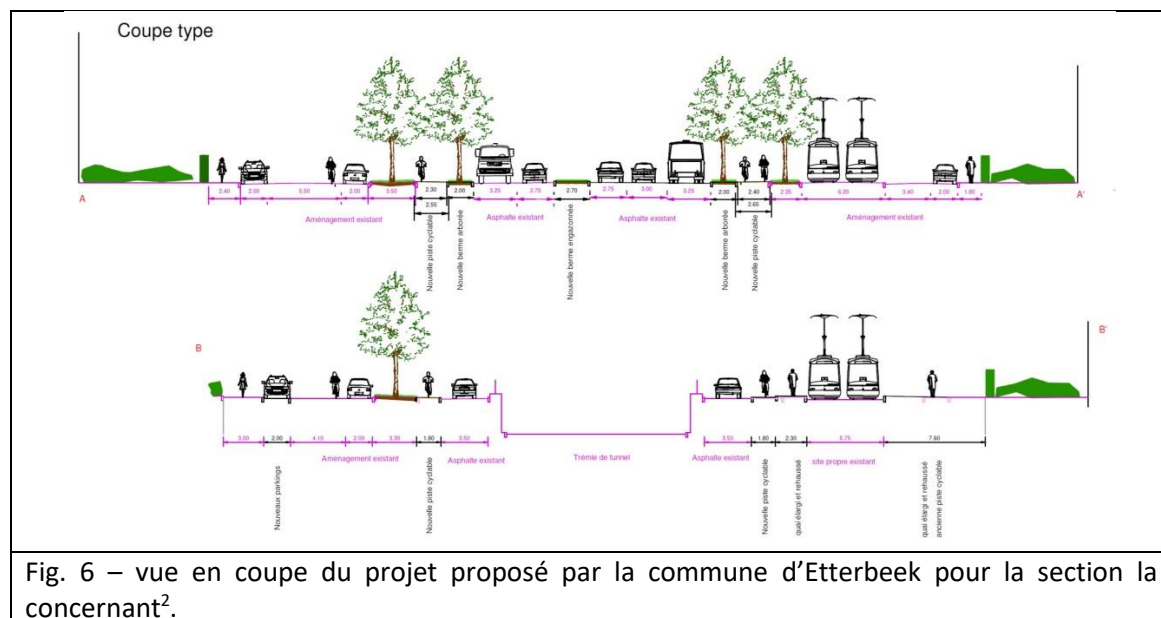 Coupe type
A
A'
2.40 2.05 5.50 2.00 3.50 2.30 2.00 3.25 2.75 2.70 2.75 3.00 3.25 2.00 2.40 2.35 6.20 3.40 2.00 1.80
2.55 2.65
Aménagement existant
Nouvelle piste cyclable
Nouvelle berme arborée
Asphalte existant
Nouvelle berme engazonnée
Asphalte existant
Nouvelle berme arborée
Nouvelle piste cyclable
Aménagement existant
B
B'
3.00 2.00 4.10 3.50 6.75 7.60
1.80 3.50 1.80 2.30
Nouveaux parkings
Aménagement existant
Nouvelle piste cyclable
Asphalte existant
Trémie de tunnel
Asphalte existant
Nouvelle piste cyclable
quai élargi et rehaussé
site propre existant
quai élargi et rehaussé
ancienne piste cyclable
Fig. 6 – vue en coupe du projet proposé par la commune d'Etterbeek pour la section la
concernant².